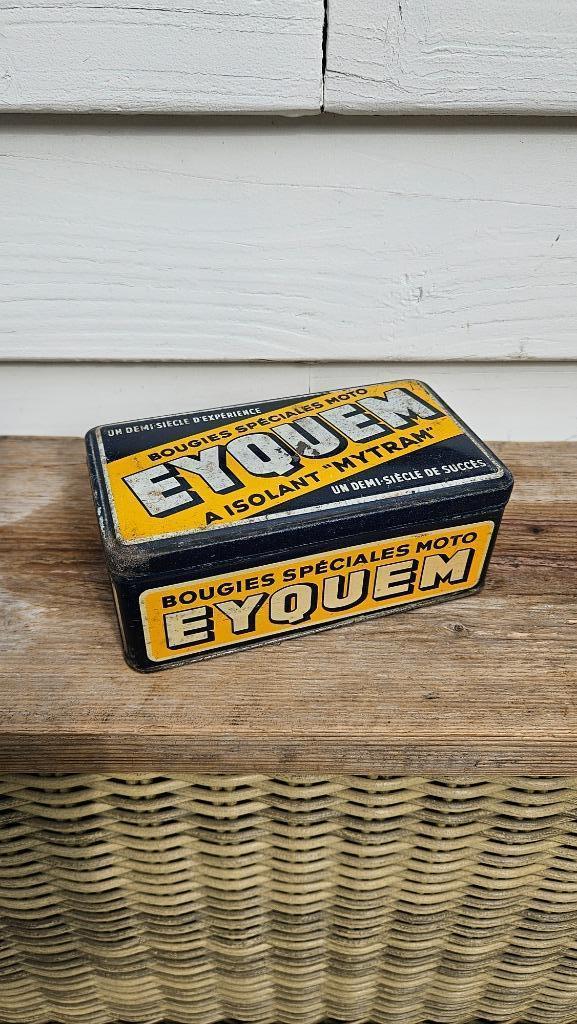 UN DEMI-SIÈCLE D'EXPÉRIENCE
BOUGIES SPÉCIALES MOTO
EYQUEM
A ISOLANT "MYTRAM"
UN DEMI-SIÈCLE DE SUCCÈS
BOUGIES SPÉCIALES MOTO
EYQUEM